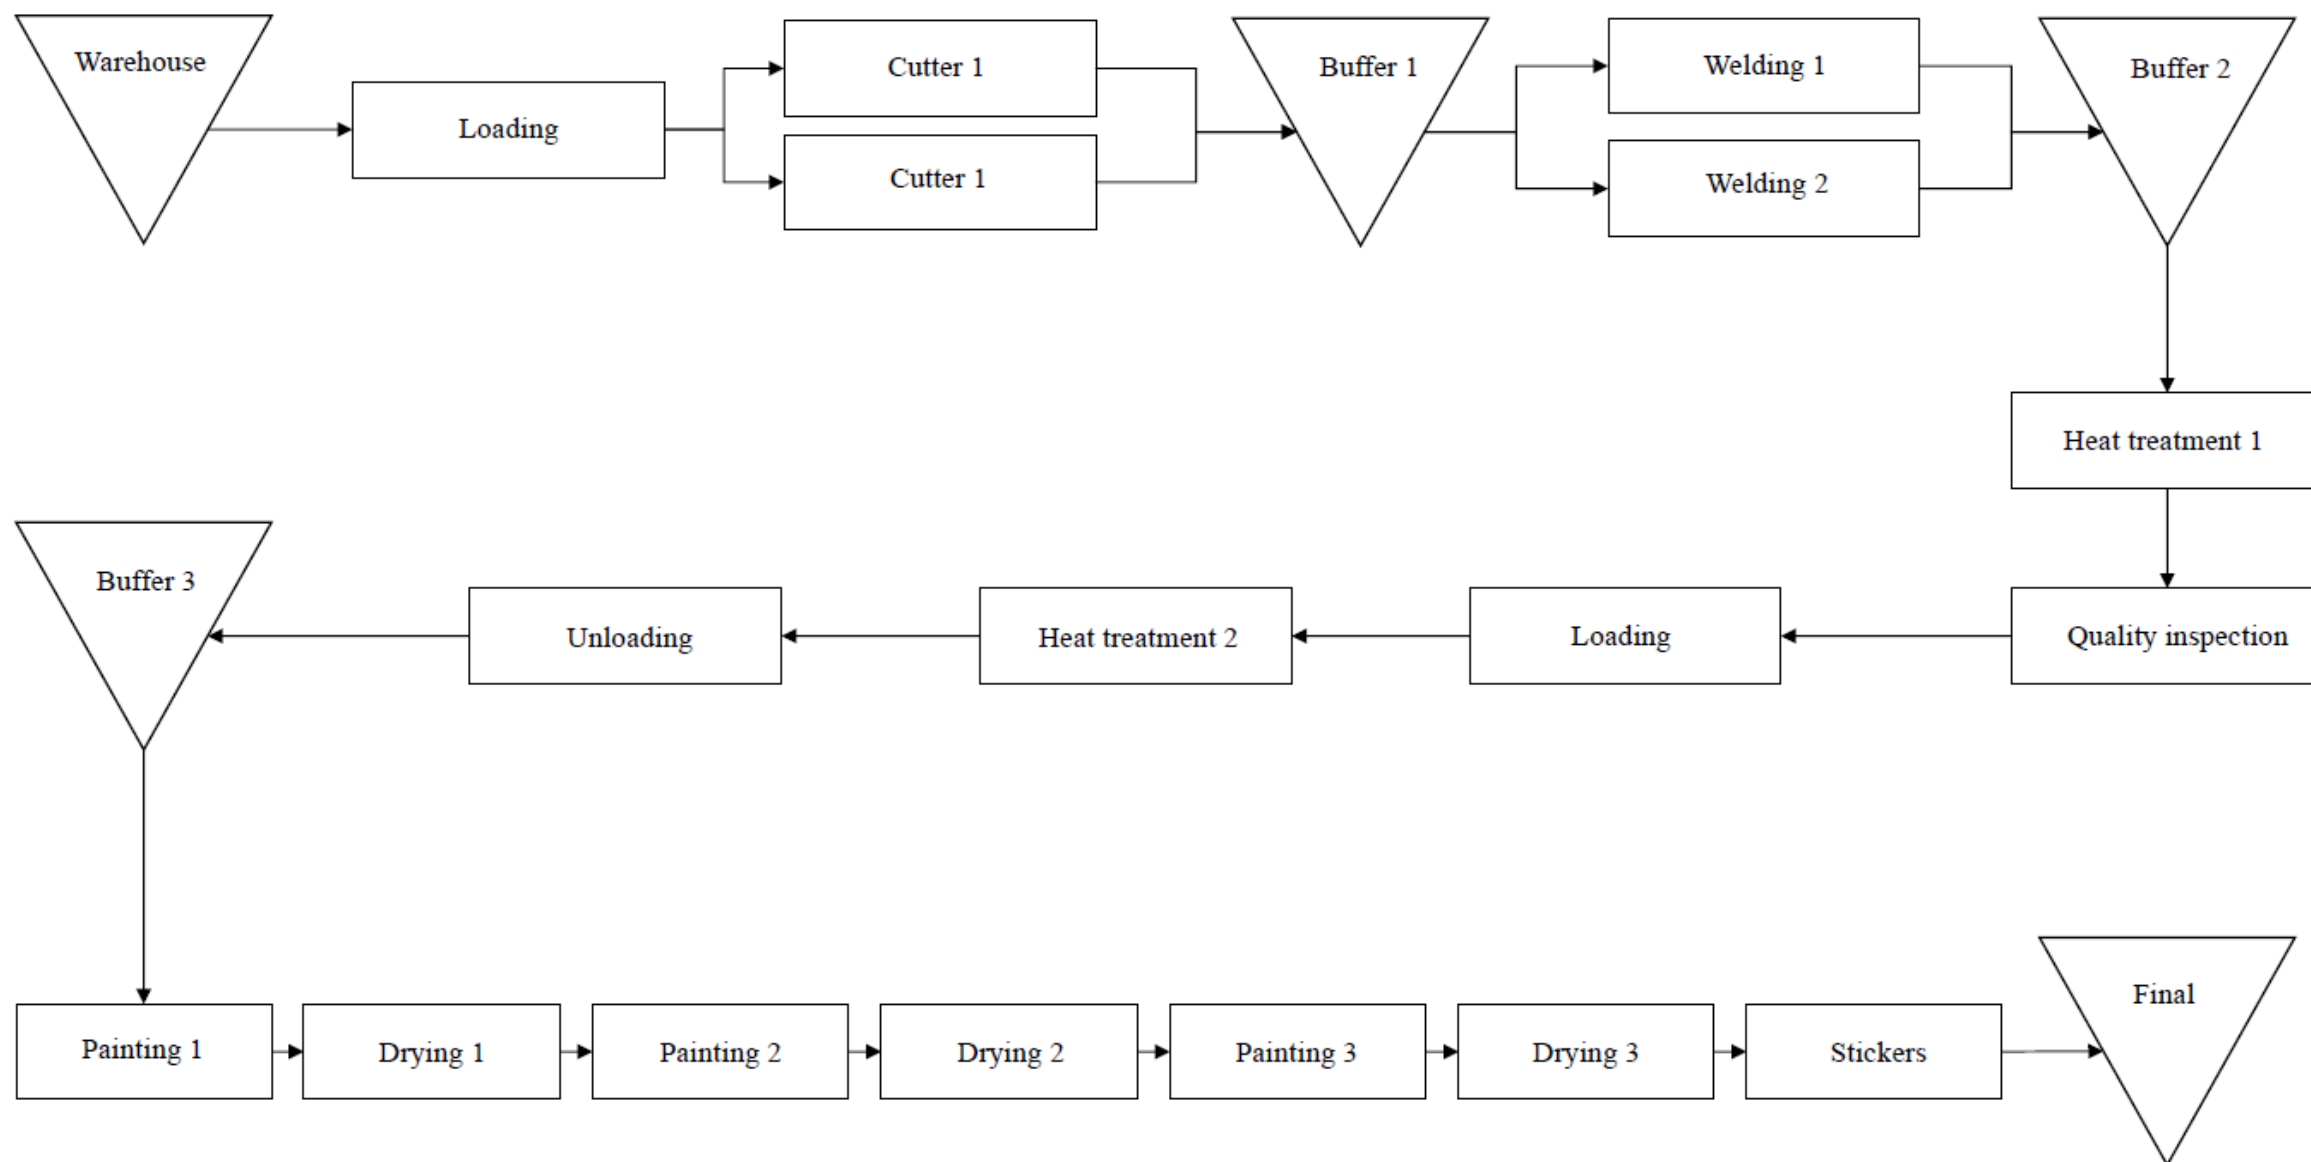 Warehouse
Loading
Cutter 1
Cutter 1
Buffer 1
Welding 1
Welding 2
Buffer 2
Heat treatment 1
Quality inspection
Loading
Heat treatment 2
Unloading
Buffer 3
Painting 1
Drying 1
Painting 2
Drying 2
Painting 3
Drying 3
Stickers
Final